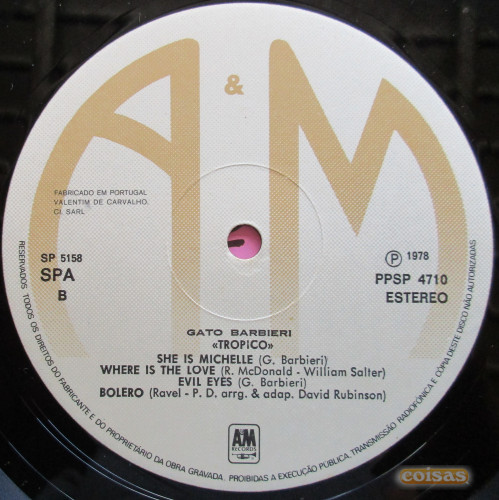 A & M
FABRICADO EM PORTUGAL
VALENTIM DE CARVALHO,
CI. SARL
SP 5158
SPA
B
Ⓟ 1978
PPSP 4710
ESTEREO
GATO BARBIERI
«TROPICO»
SHE IS MICHELLE (G. Barbieri)
WHERE IS THE LOVE (R. McDonald - William Salter)
EVIL EYES (G. Barbieri)
BOLERO (Ravel - P. D. arrg. & adap. David Rubinson)
A&M
RECORDS
RESERVADOS TODOS OS DIREITOS DO FABRICANTE E DO PROPRIETÁRIO DA OBRA GRAVADA. PROIBIDAS A EXECUÇÃO PÚBLICA, TRANSMISSÃO RADIOFÓNICA E CÓPIA DESTE DISCO NÃO AUTORIZADAS
coisas